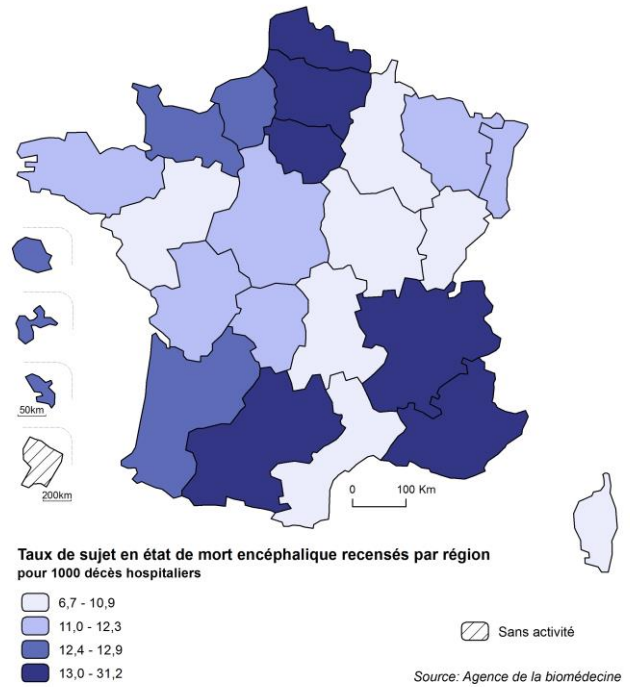 50km
200km
0 100 Km
Taux de sujet en état de mort encéphalique recensés par région
pour 1000 décès hospitaliers
6,7 - 10,9
11,0 - 12,3
12,4 - 12,9
13,0 - 31,2
Sans activité
Source: Agence de la biomédecine